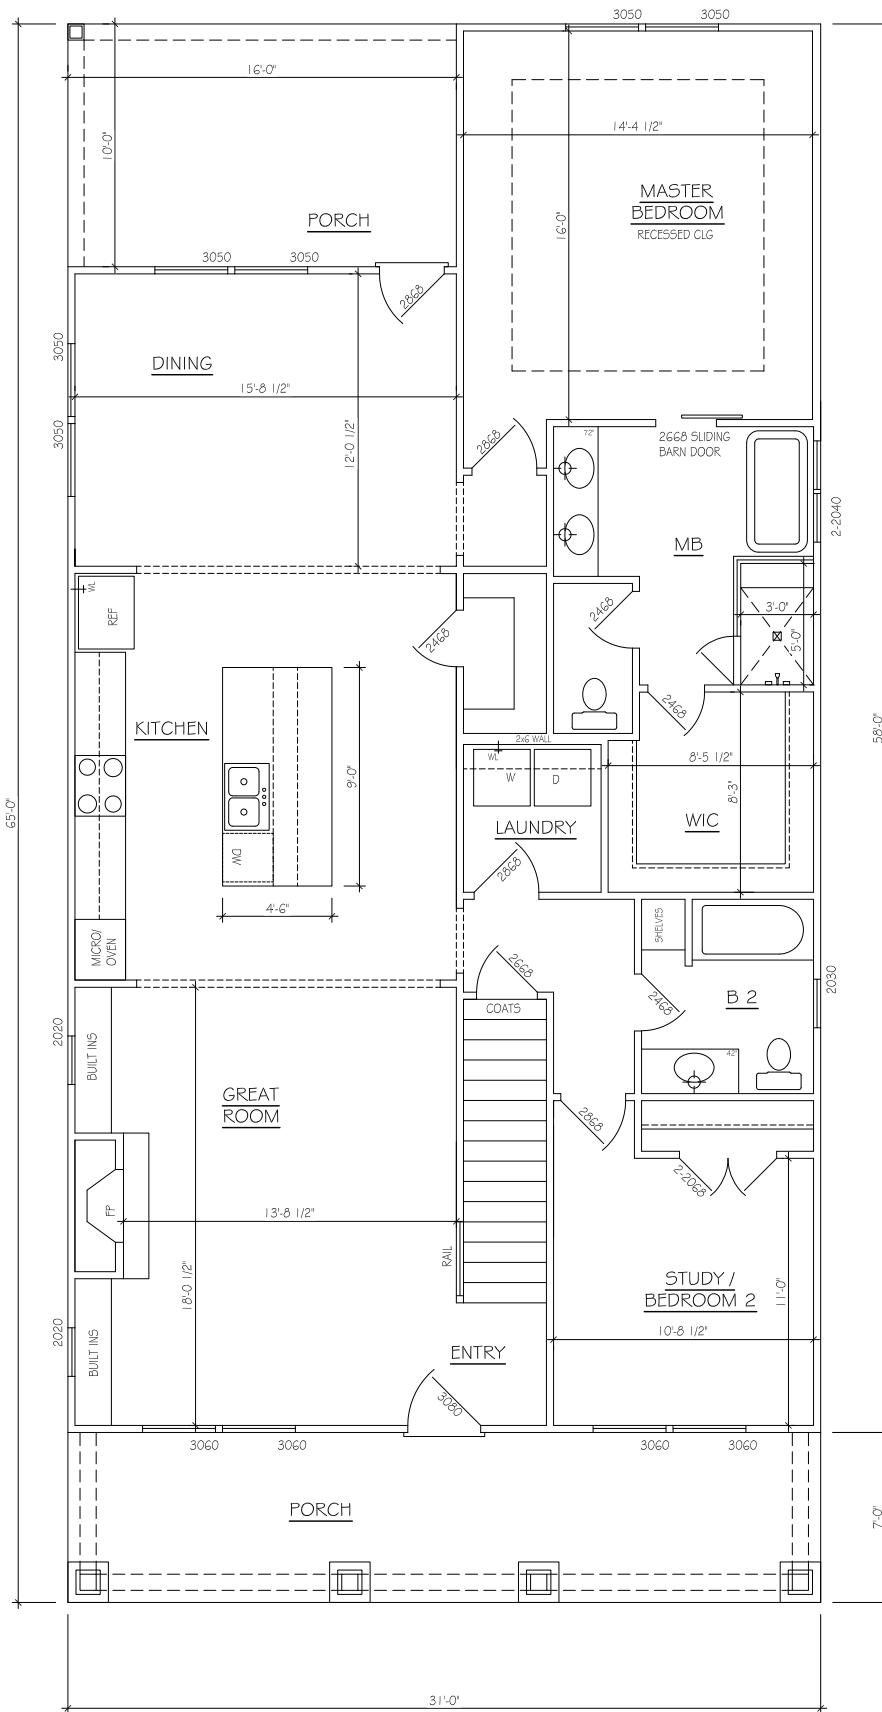 3050 3050
16'-0"
14'-4 1/2"
10'-0"
MASTER
BEDROOM
RECESSED CLG
16'-0"
PORCH
3050 3050
2868
3050
DINING
15'-8 1/2"
3050
12'-0 1/2"
2868
72"
2668 SLIDING
BARN DOOR
2-2040
MB
WL
REF
2468
2468
3'-0"
5'-0"
2468
KITCHEN
2x6 WALL
WL
W
D
8'-5 1/2"
8'-3"
58'-0"
65'-0"
9'-0"
LAUNDRY
WIC
DW
2868
4'-6"
MICRO/
OVEN
SHELVES
2668
2030
COATS
2468
B 2
42"
2020
BUILT INS
GREAT
ROOM
2868
2-2068
FP
13'-8 1/2"
RAIL
18'-0 1/2"
STUDY /
BEDROOM 2
11'-0"
10'-8 1/2"
2020
BUILT INS
ENTRY
3080
3060 3060
3060 3060
PORCH
7'-0"
31'-0"